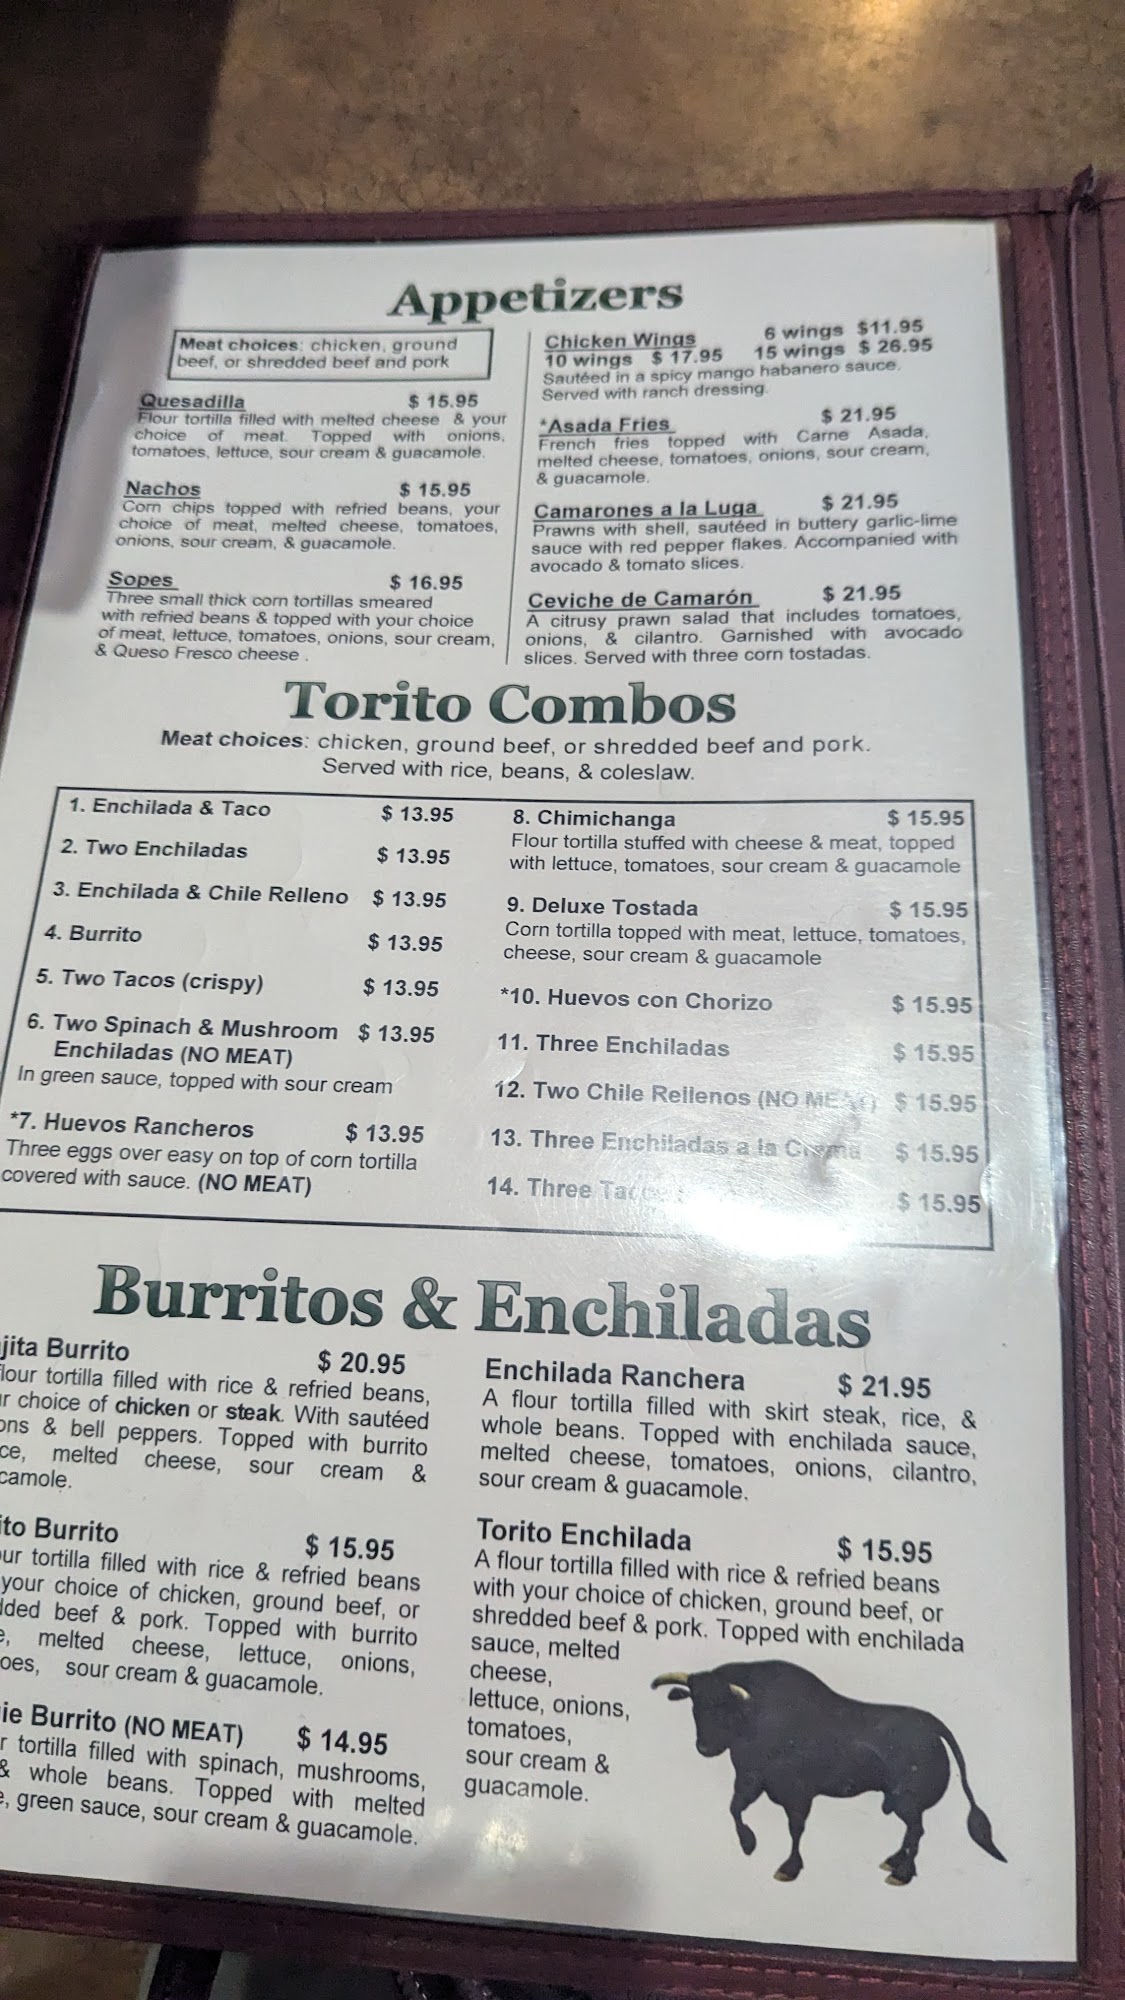 Appetizers
Meat choices: chicken, ground
beef, or shredded beef and pork
Quesadilla $ 15.95
Flour tortilla filled with melted cheese & your
choice of meat. Topped with onions,
tomatoes, lettuce, sour cream & guacamole.
Nachos $ 15.95
Corn chips topped with refried beans, your
choice of meat, melted cheese, tomatoes,
onions, sour cream, & guacamole.
Sopes $ 16.95
Three small thick corn tortillas smeared
with refried beans & topped with your choice
of meat, lettuce, tomatoes, onions, sour cream,
& Queso Fresco cheese .
Chicken Wings 6 wings $11.95
10 wings $ 17.95 15 wings $ 26.95
Sautéed in a spicy mango habanero sauce.
Served with ranch dressing.
*Asada Fries $ 21.95
French fries topped with Carne Asada,
melted cheese, tomatoes, onions, sour cream,
& guacamole.
Camarones a la Luga $ 21.95
Prawns with shell, sautéed in buttery garlic-lime
sauce with red pepper flakes. Accompanied with
avocado & tomato slices.
Ceviche de Camarón $ 21.95
A citrusy prawn salad that includes tomatoes,
onions, & cilantro. Garnished with avocado
slices. Served with three corn tostadas.
Torito Combos
Meat choices: chicken, ground beef, or shredded beef and pork.
Served with rice, beans, & coleslaw.
1. Enchilada & Taco $ 13.95
2. Two Enchiladas $ 13.95
3. Enchilada & Chile Relleno $ 13.95
4. Burrito $ 13.95
5. Two Tacos (crispy) $ 13.95
6. Two Spinach & Mushroom $ 13.95
Enchiladas (NO MEAT)
In green sauce, topped with sour cream
*7. Huevos Rancheros $ 13.95
Three eggs over easy on top of corn tortilla
covered with sauce. (NO MEAT)
8. Chimichanga $ 15.95
Flour tortilla stuffed with cheese & meat, topped
with lettuce, tomatoes, sour cream & guacamole
9. Deluxe Tostada $ 15.95
Corn tortilla topped with meat, lettuce, tomatoes,
cheese, sour cream & guacamole
*10. Huevos con Chorizo $ 15.95
11. Three Enchiladas $ 15.95
12. Two Chile Rellenos (NO MEAT) $ 15.95
13. Three Enchiladas a la Crema $ 15.95
14. Three $ 15.95
Burritos & Enchiladas
jita Burrito $ 20.95
lour tortilla filled with rice & refried beans,
r choice of chicken or steak. With sautéed
ons & bell peppers. Topped with burrito
ce, melted cheese, sour cream &
camole.
ito Burrito $ 15.95
our tortilla filled with rice & refried beans
your choice of chicken, ground beef, or
dded beef & pork. Topped with burrito
e, melted cheese, lettuce, onions,
oes, sour cream & guacamole.
ie Burrito (NO MEAT) $ 14.95
r tortilla filled with spinach, mushrooms,
& whole beans. Topped with melted
e, green sauce, sour cream & guacamole.
Enchilada Ranchera $ 21.95
A flour tortilla filled with skirt steak, rice, &
whole beans. Topped with enchilada sauce,
melted cheese, tomatoes, onions, cilantro,
sour cream & guacamole.
Torito Enchilada $ 15.95
A flour tortilla filled with rice & refried beans
with your choice of chicken, ground beef, or
shredded beef & pork. Topped with enchilada
sauce, melted
cheese,
lettuce, onions,
tomatoes,
sour cream &
guacamole.